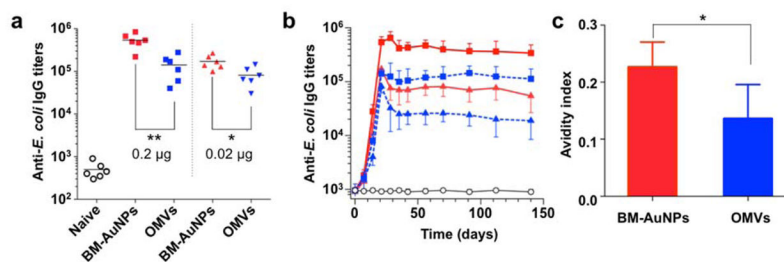 a
Anti-E. coli IgG titers
10⁶
10⁵
10⁴
10³
10²
**
0.2 µg
*
0.02 µg
Naive
BM-AuNPs
OMVs
BM-AuNPs
OMVs
b
Anti-E. coli IgG titers
10⁶
10⁵
10⁴
10³
0
50
100
150
Time (days)
c
Avidity index
0.3
0.2
0.1
0.0
*
BM-AuNPs
OMVs